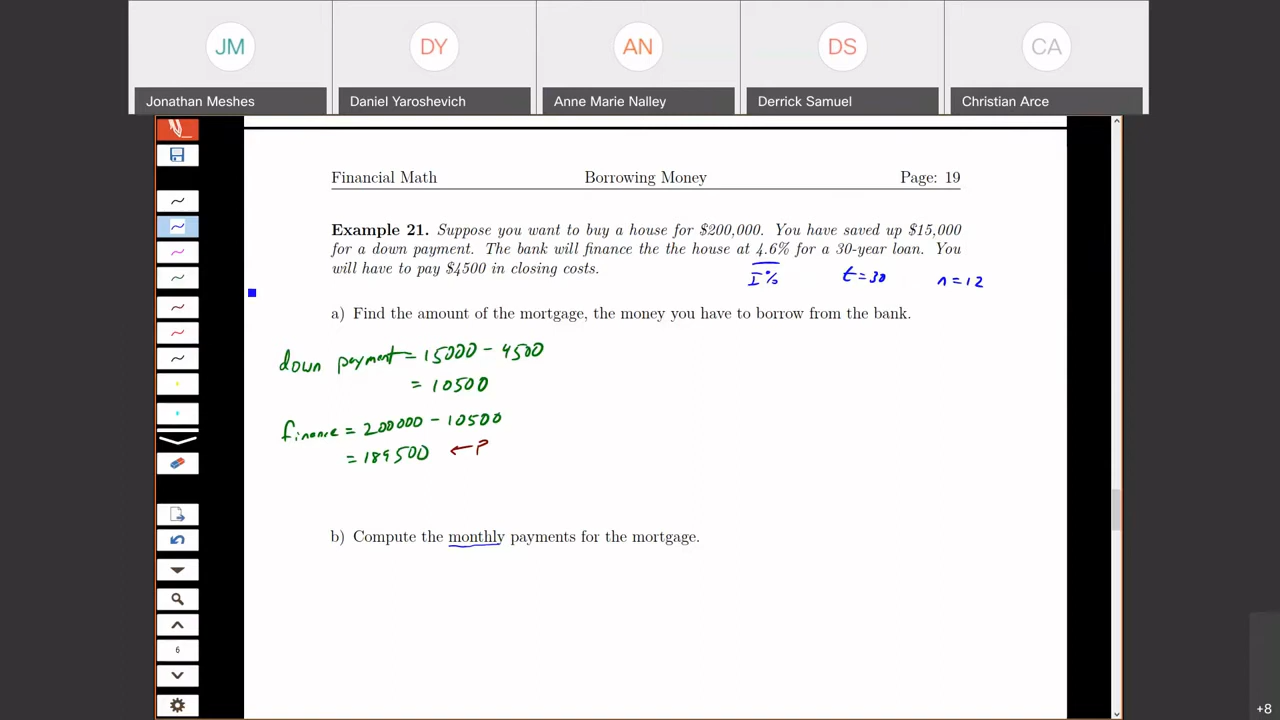 JM DY AN DS CA
Jonathan Meshes Daniel Yaroshevich Anne Marie Nalley Derrick Samuel Christian Arce
Financial Math Borrowing Money Page: 19
Example 21. Suppose you want to buy a house for $200,000. You have saved up $15,000
for a down payment. The bank will finance the the house at 4.6% for a 30-year loan. You
will have to pay $4500 in closing costs.
I% t=30 n=12
a) Find the amount of the mortgage, the money you have to borrow from the bank.
down payment = 15000 - 4500
= 10500
finance = 200000 - 10500
= 189500 ← P
b) Compute the monthly payments for the mortgage.
6
+8